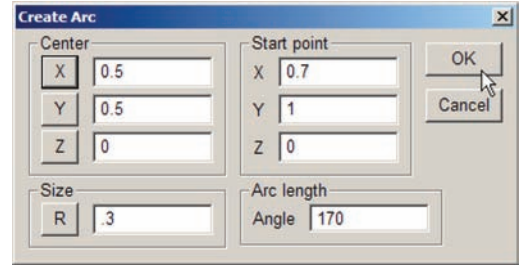 Create Arc
Center
X 0.5
Y 0.5
Z 0
Start point
X 0.7
Y 1
Z 0
OK
Cancel
Size
R .3
Arc length
Angle 170